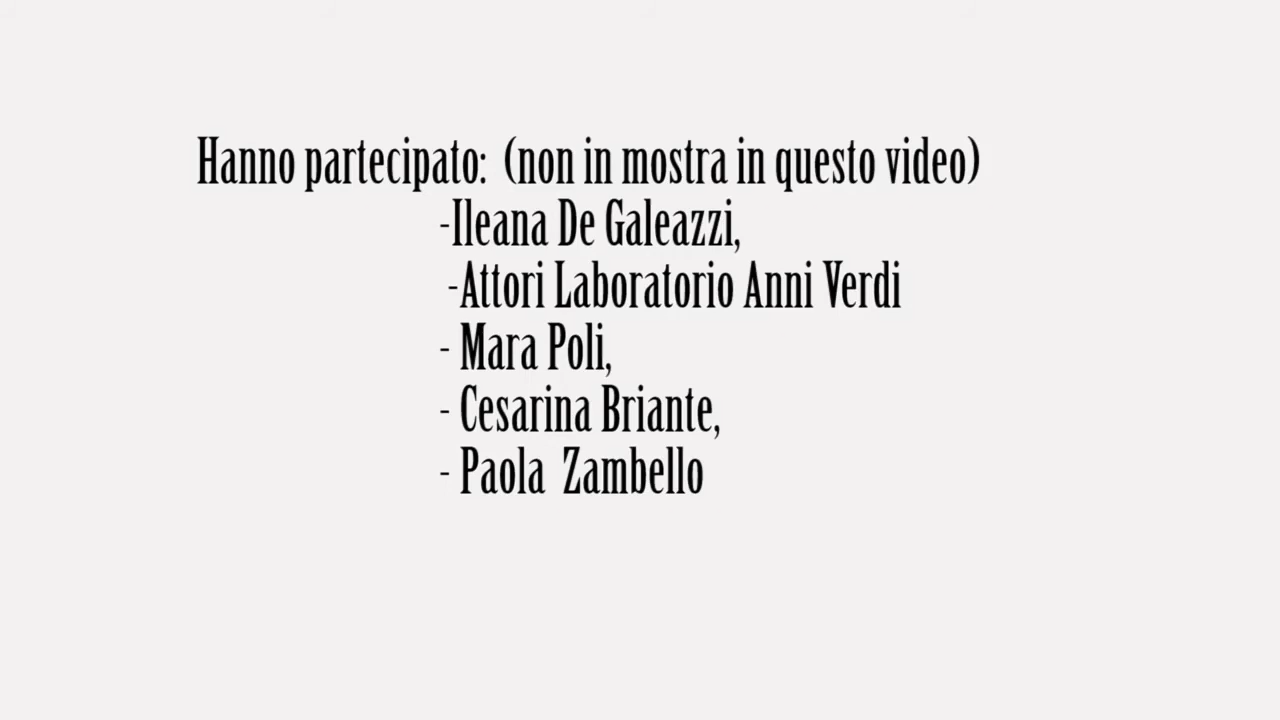 Hanno partecipato: (non in mostra in questo video)
-Ileana De Galeazzi,
-Attori Laboratorio Anni Verdi
- Mara Poli,
- Cesarina Briante,
- Paola Zambello